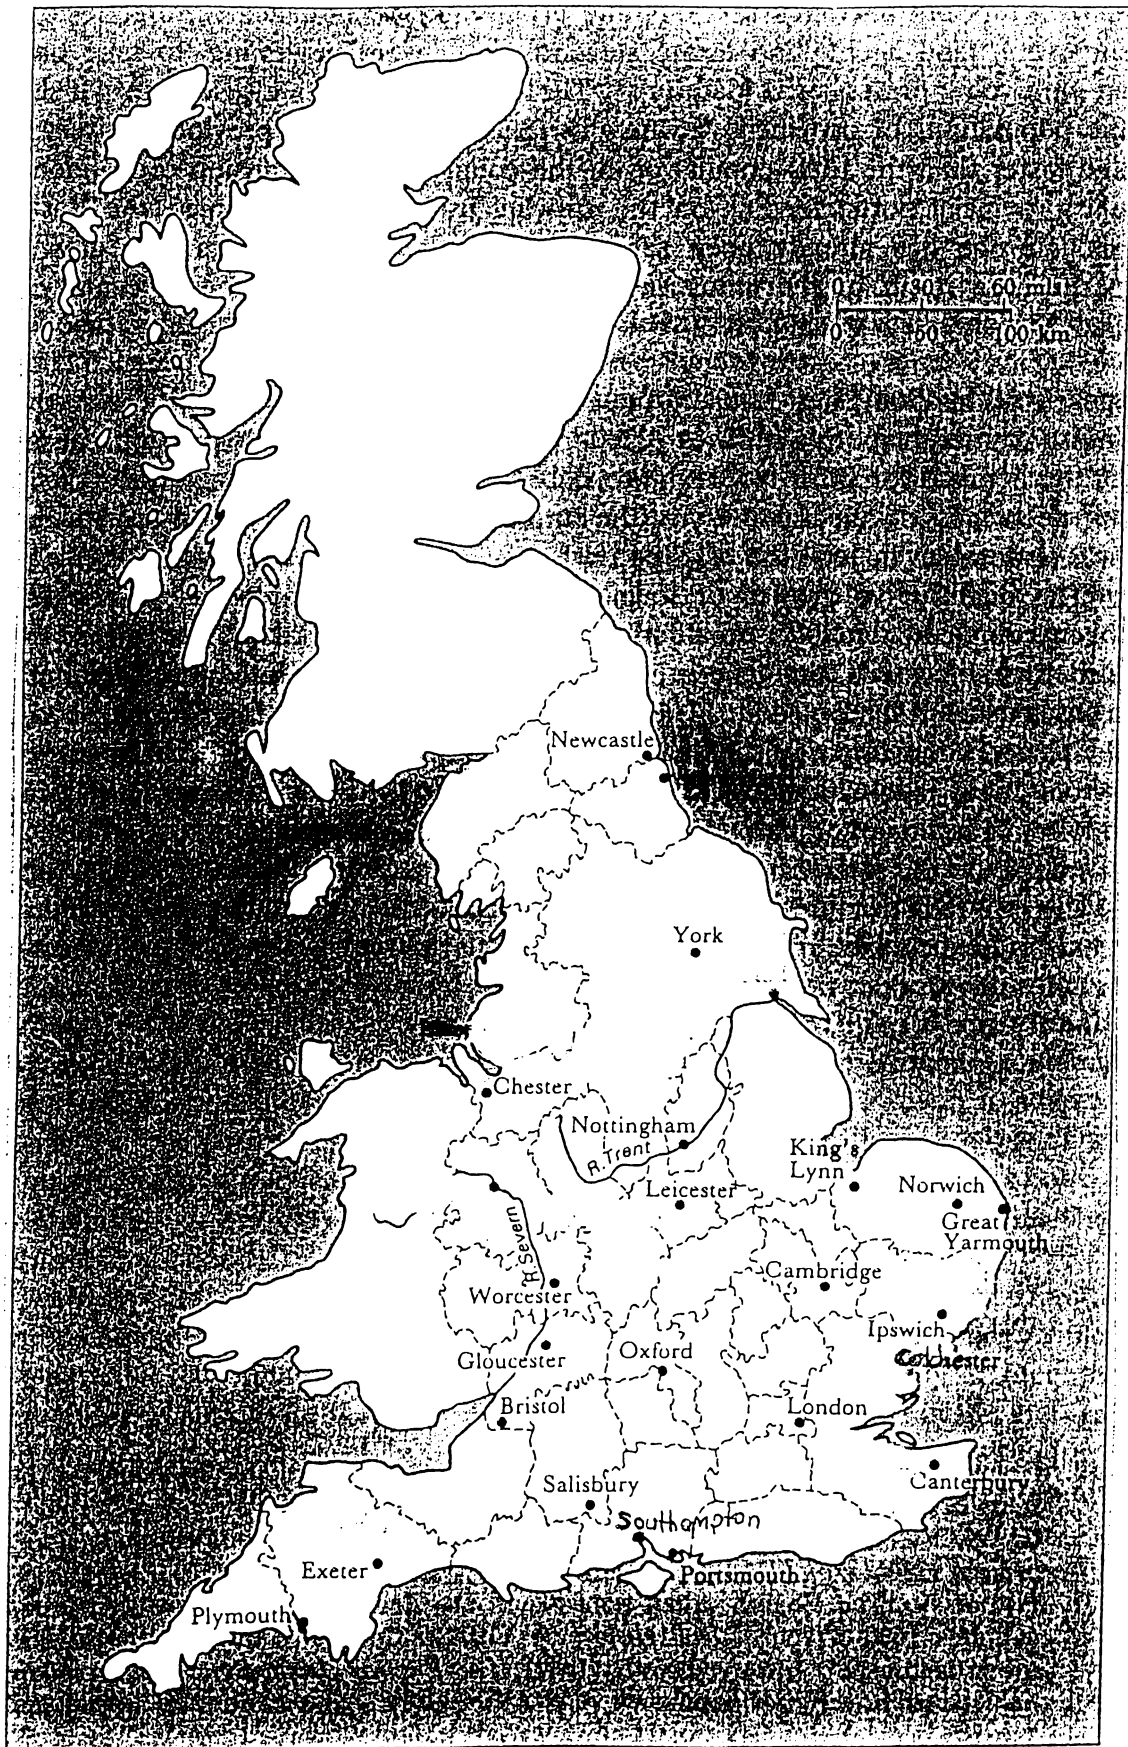 0 30 60 mls
0 50 100 km
Newcastle
York
Chester
Nottingham
R. Trent
King's
Lynn
Norwich
Leicester
Great
Yarmouth
R. Severn
Cambridge
Worcester
Ipswich
Oxford
Colchester
Gloucester
Bristol
London
Canterbury
Salisbury
Southampton
Exeter
Portsmouth
Plymouth